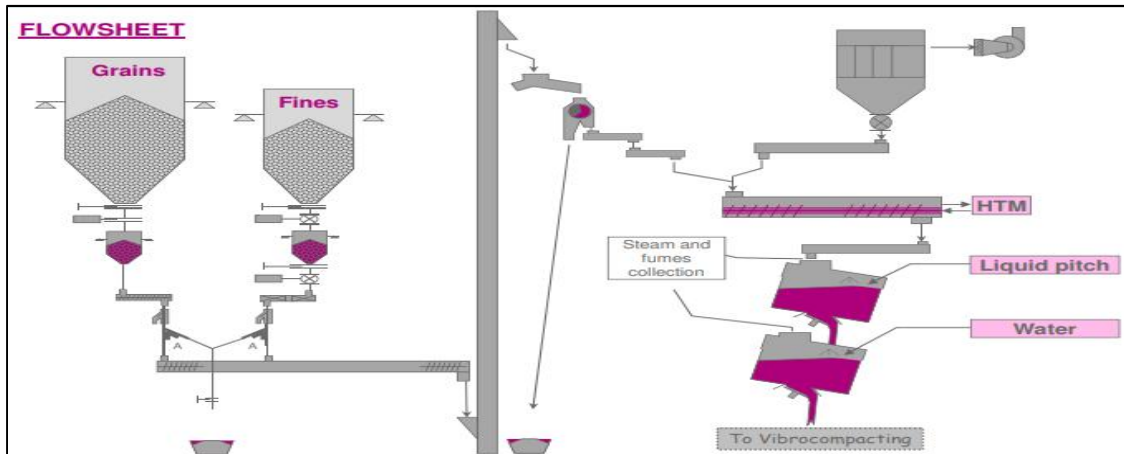 FLOWSHEET
Grains
Fines
A
A
HTM
Steam and
fumes
collection
Liquid pitch
Water
To Vibrocompacting